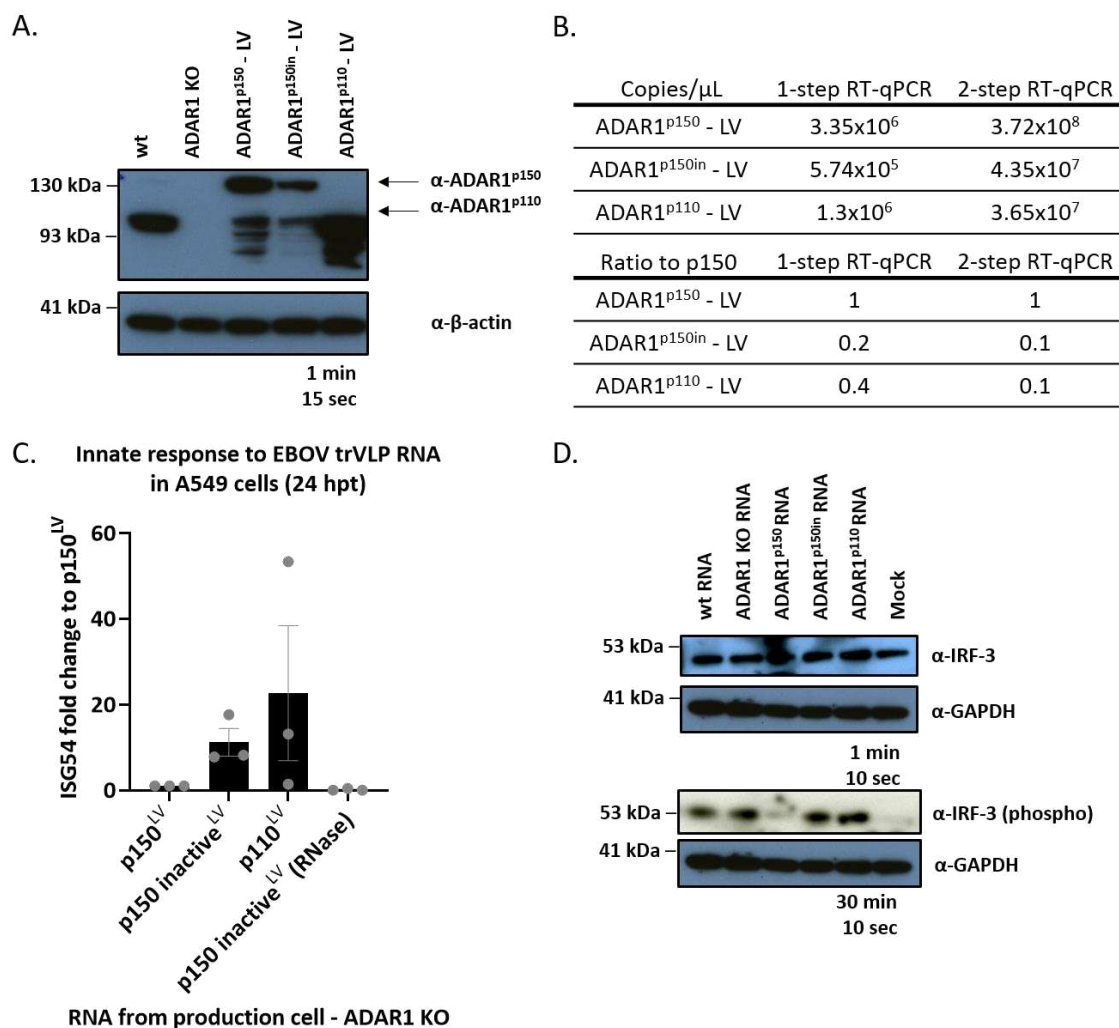 A.
wt
ADAR1 KO
ADAR1p150 - LV
ADAR1p150in - LV
ADAR1p110 - LV
130 kDa
93 kDa
41 kDa
α-ADAR1p150
α-ADAR1p110
α-β-actin
1 min
15 sec
B.
Copies/µL 1-step RT-qPCR 2-step RT-qPCR
ADAR1p150 - LV 3.35x10⁶ 3.72x10⁸
ADAR1p150in - LV 5.74x10⁵ 4.35x10⁷
ADAR1p110 - LV 1.3x10⁶ 3.65x10⁷
Ratio to p150 1-step RT-qPCR 2-step RT-qPCR
ADAR1p150 - LV 1 1
ADAR1p150in - LV 0.2 0.1
ADAR1p110 - LV 0.4 0.1
C.
Innate response to EBOV trVLP RNA
in A549 cells (24 hpt)
ISG54 fold change to p150LV
60
40
20
0
p150LV
p150 inactiveLV
p110LV
p150 inactiveLV (RNase)
RNA from production cell - ADAR1 KO
D.
wt RNA
ADAR1 KO RNA
ADAR1p150 RNA
ADAR1p150in RNA
ADAR1p110 RNA
Mock
53 kDa
α-IRF-3
41 kDa
α-GAPDH
1 min
10 sec
53 kDa
α-IRF-3 (phospho)
41 kDa
α-GAPDH
30 min
10 sec